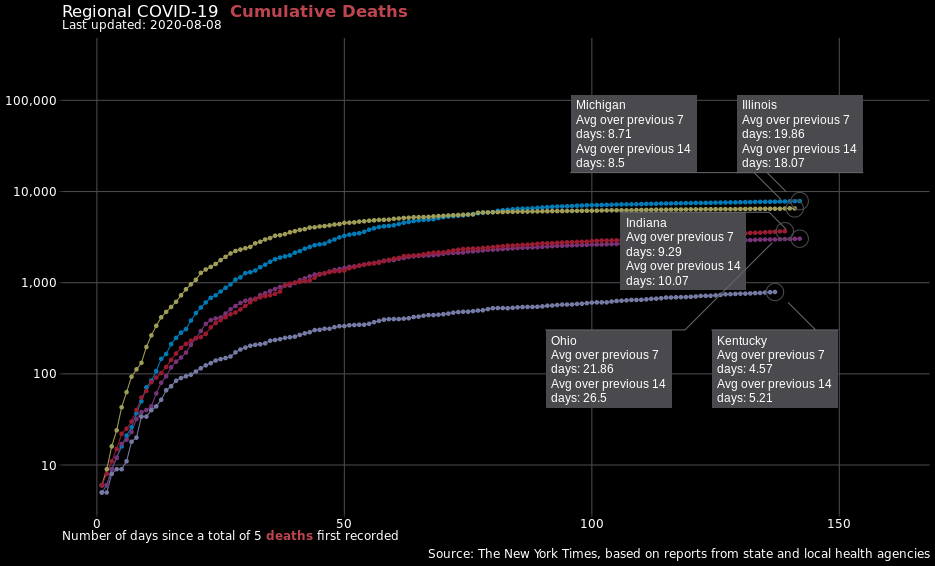 Regional COVID-19 Cumulative Deaths
Last updated: 2020-08-08
100,000
10,000
1,000
100
10
Michigan
Avg over previous 7
days: 8.71
Avg over previous 14
days: 8.5
Illinois
Avg over previous 7
days: 19.86
Avg over previous 14
days: 18.07
Indiana
Avg over previous 7
days: 9.29
Avg over previous 14
days: 10.07
Ohio
Avg over previous 7
days: 21.86
Avg over previous 14
days: 26.5
Kentucky
Avg over previous 7
days: 4.57
Avg over previous 14
days: 5.21
0 50 100 150
Number of days since a total of 5 deaths first recorded
Source: The New York Times, based on reports from state and local health agencies